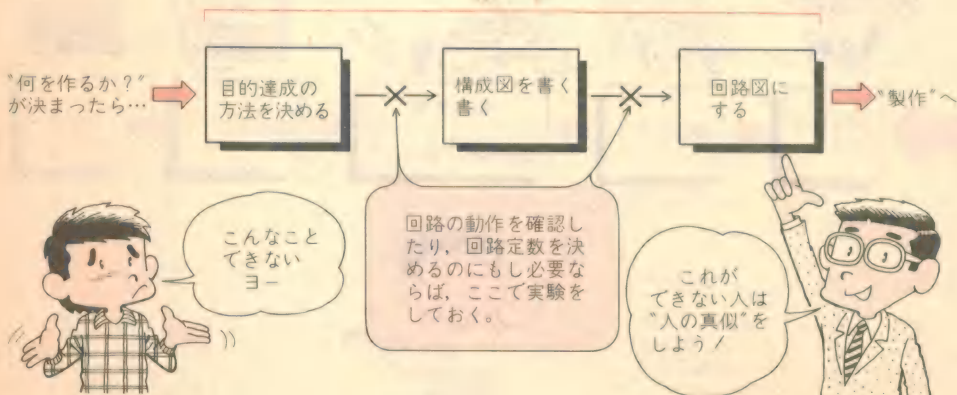 "何を作るか？"
が決まったら…
目的達成の
方法を決める
構成図を書く
書く
回路図に
する
"製作"へ
回路の動作を確認し
たり，回路定数を決
めるのにもし必要な
らば，ここで実験を
しておく。
こんなこと
できない
ヨー
これが
できない人は
"人の真似"を
しよう！